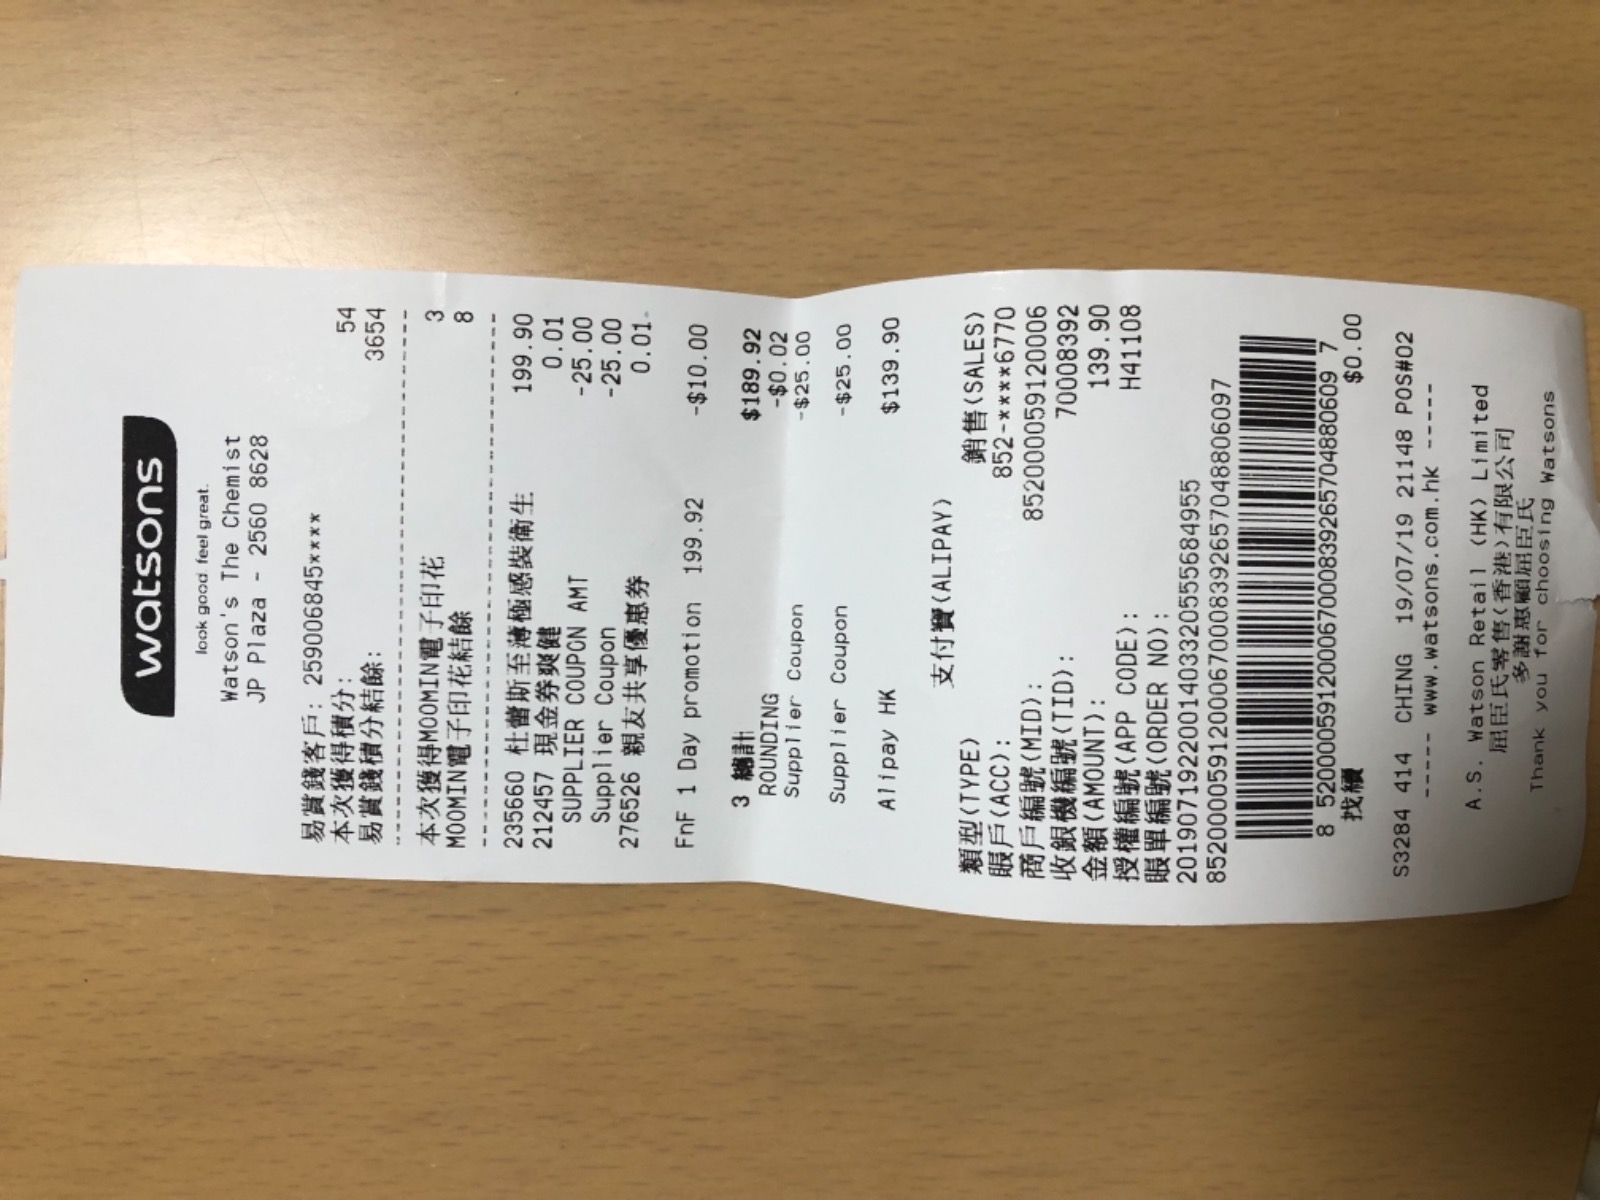 watsons
look good feel great.
Watson's The Chemist
JP Plaza - 2560 8628
易賞錢客戶: 259006845****
本次獲得積分: 54
易賞錢積分結餘: 3654
--------------------------------
本次獲得MOOMIN電子印花 3
MOOMIN電子印花結餘 8
--------------------------------
235660 杜蕾斯至薄極感裝衛生 199.90
212457 現金券爽健 0.01
SUPPLIER COUPON AMT -25.00
Supplier Coupon -25.00
276526 親友共享優惠券 0.01
FnF 1 Day promotion 199.92 -$10.00
3 總計 $189.92
ROUNDING -$0.02
Supplier Coupon -$25.00
Supplier Coupon -$25.00
Alipay HK $139.90
支付寶(ALIPAY)
類型(TYPE) 銷售(SALES)
賬戶(ACC): 852-****6770
商戶編號(MID): 852000059120006
收銀機編號(TID): 70008392
金額(AMOUNT): 139.90
授權編號(APP CODE): H41108
賬單編號(ORDER NO):
2019071922001403320555684955
8520000591200067000839265704880606097
8 520000591200067000839265704880609 7
找續 $0.00
S3284 414 CHING 19/07/19 21148 POS#02
----- www.watsons.com.hk -----
A.S. Watson Retail (HK) Limited
屈臣氏零售(香港)有限公司
多謝惠顧屈臣氏
Thank you for choosing Watsons